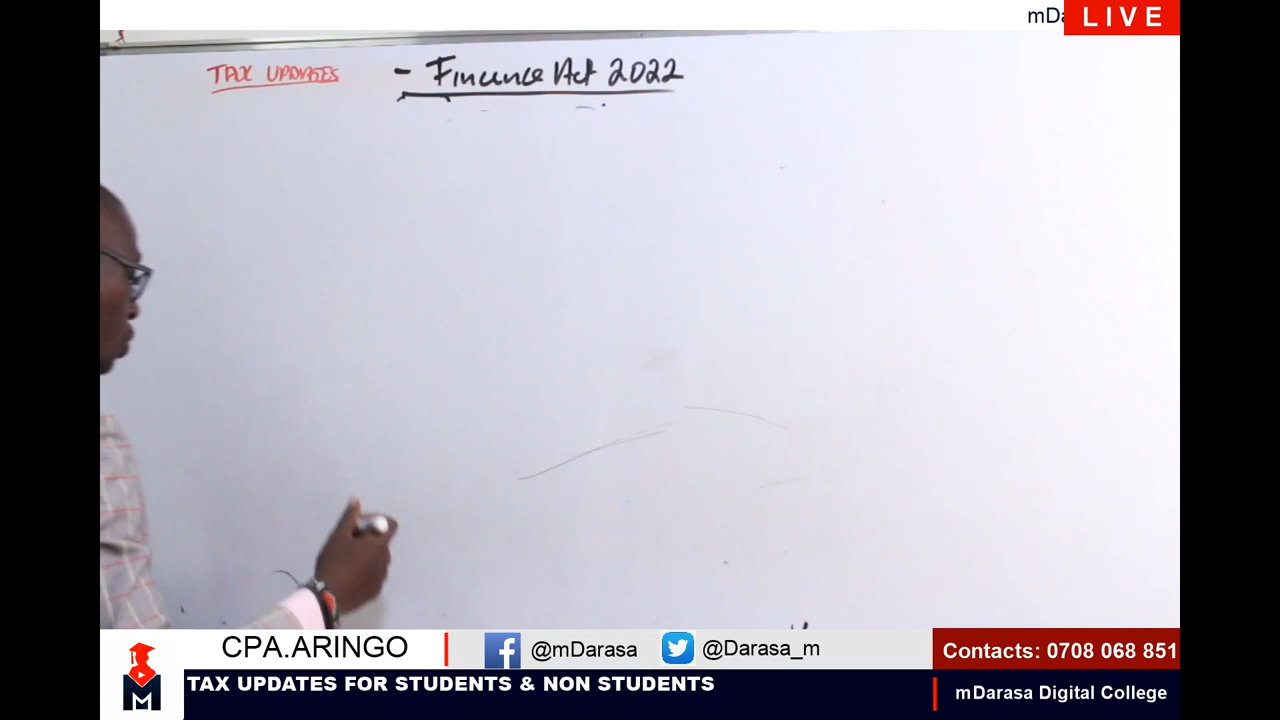 mDa
LIVE
TAX UPDATES - Finance Act 2022
CPA.ARINGO
@mDarasa
@Darasa_m
Contacts: 0708 068 851
M
TAX UPDATES FOR STUDENTS & NON STUDENTS
mDarasa Digital College